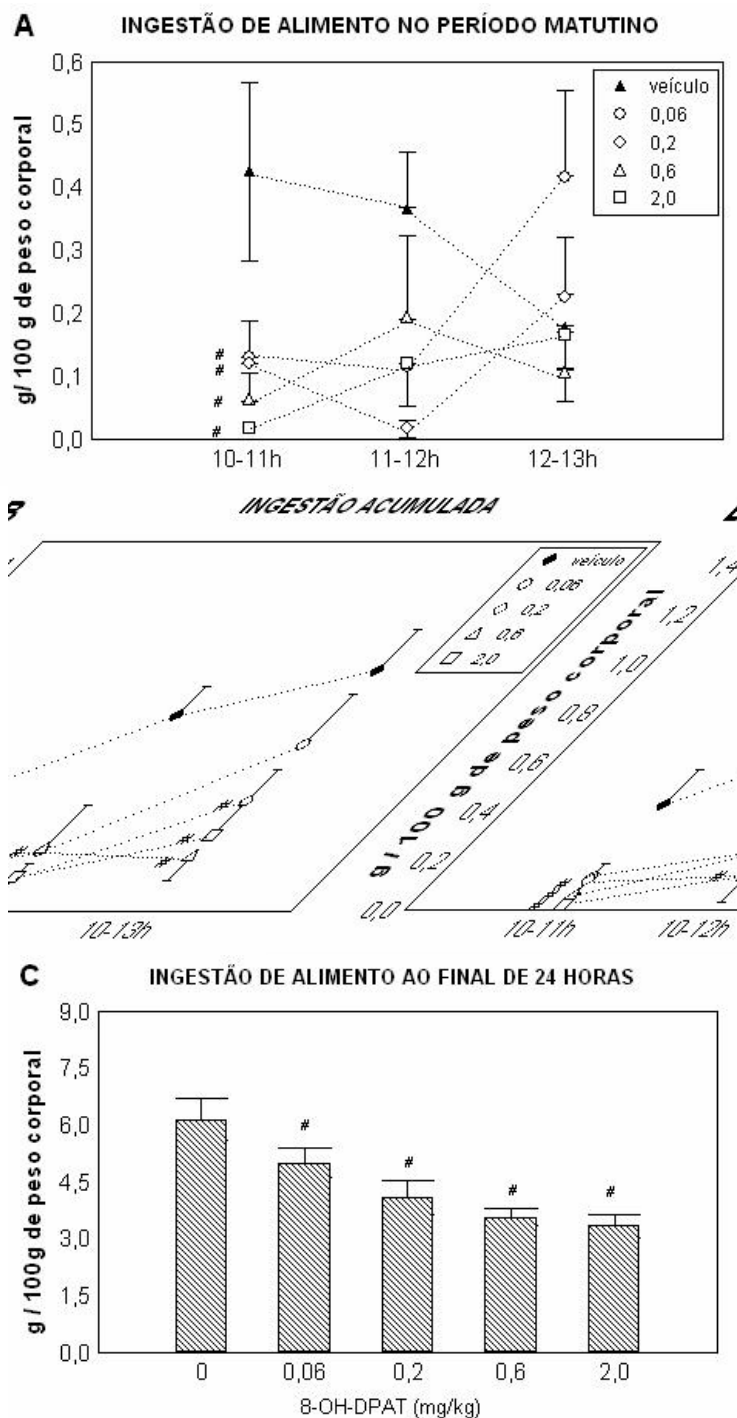 A INGESTÃO DE ALIMENTO NO PERÍODO MATUTINO
g/ 100 g de peso corporal
0,6
0,5
0,4
0,3
0,2
0,1
0,0
veículo
0,06
0,2
0,6
2,0
#
#
#
#
10-11h 11-12h 12-13h
INGESTÃO ACUMULADA
veículo
0,06
0,2
0,6
2,0
g / 100 g de peso corporal
1,4
1,2
1,0
0,8
0,6
0,4
0,2
0,0
10-13h 10-11h 10-12h
C INGESTÃO DE ALIMENTO AO FINAL DE 24 HORAS
g / 100g de peso corporal
9,0
7,5
6,0
4,5
3,0
1,5
0,0
# # # #
0 0,06 0,2 0,6 2,0
8-OH-DPAT (mg/kg)